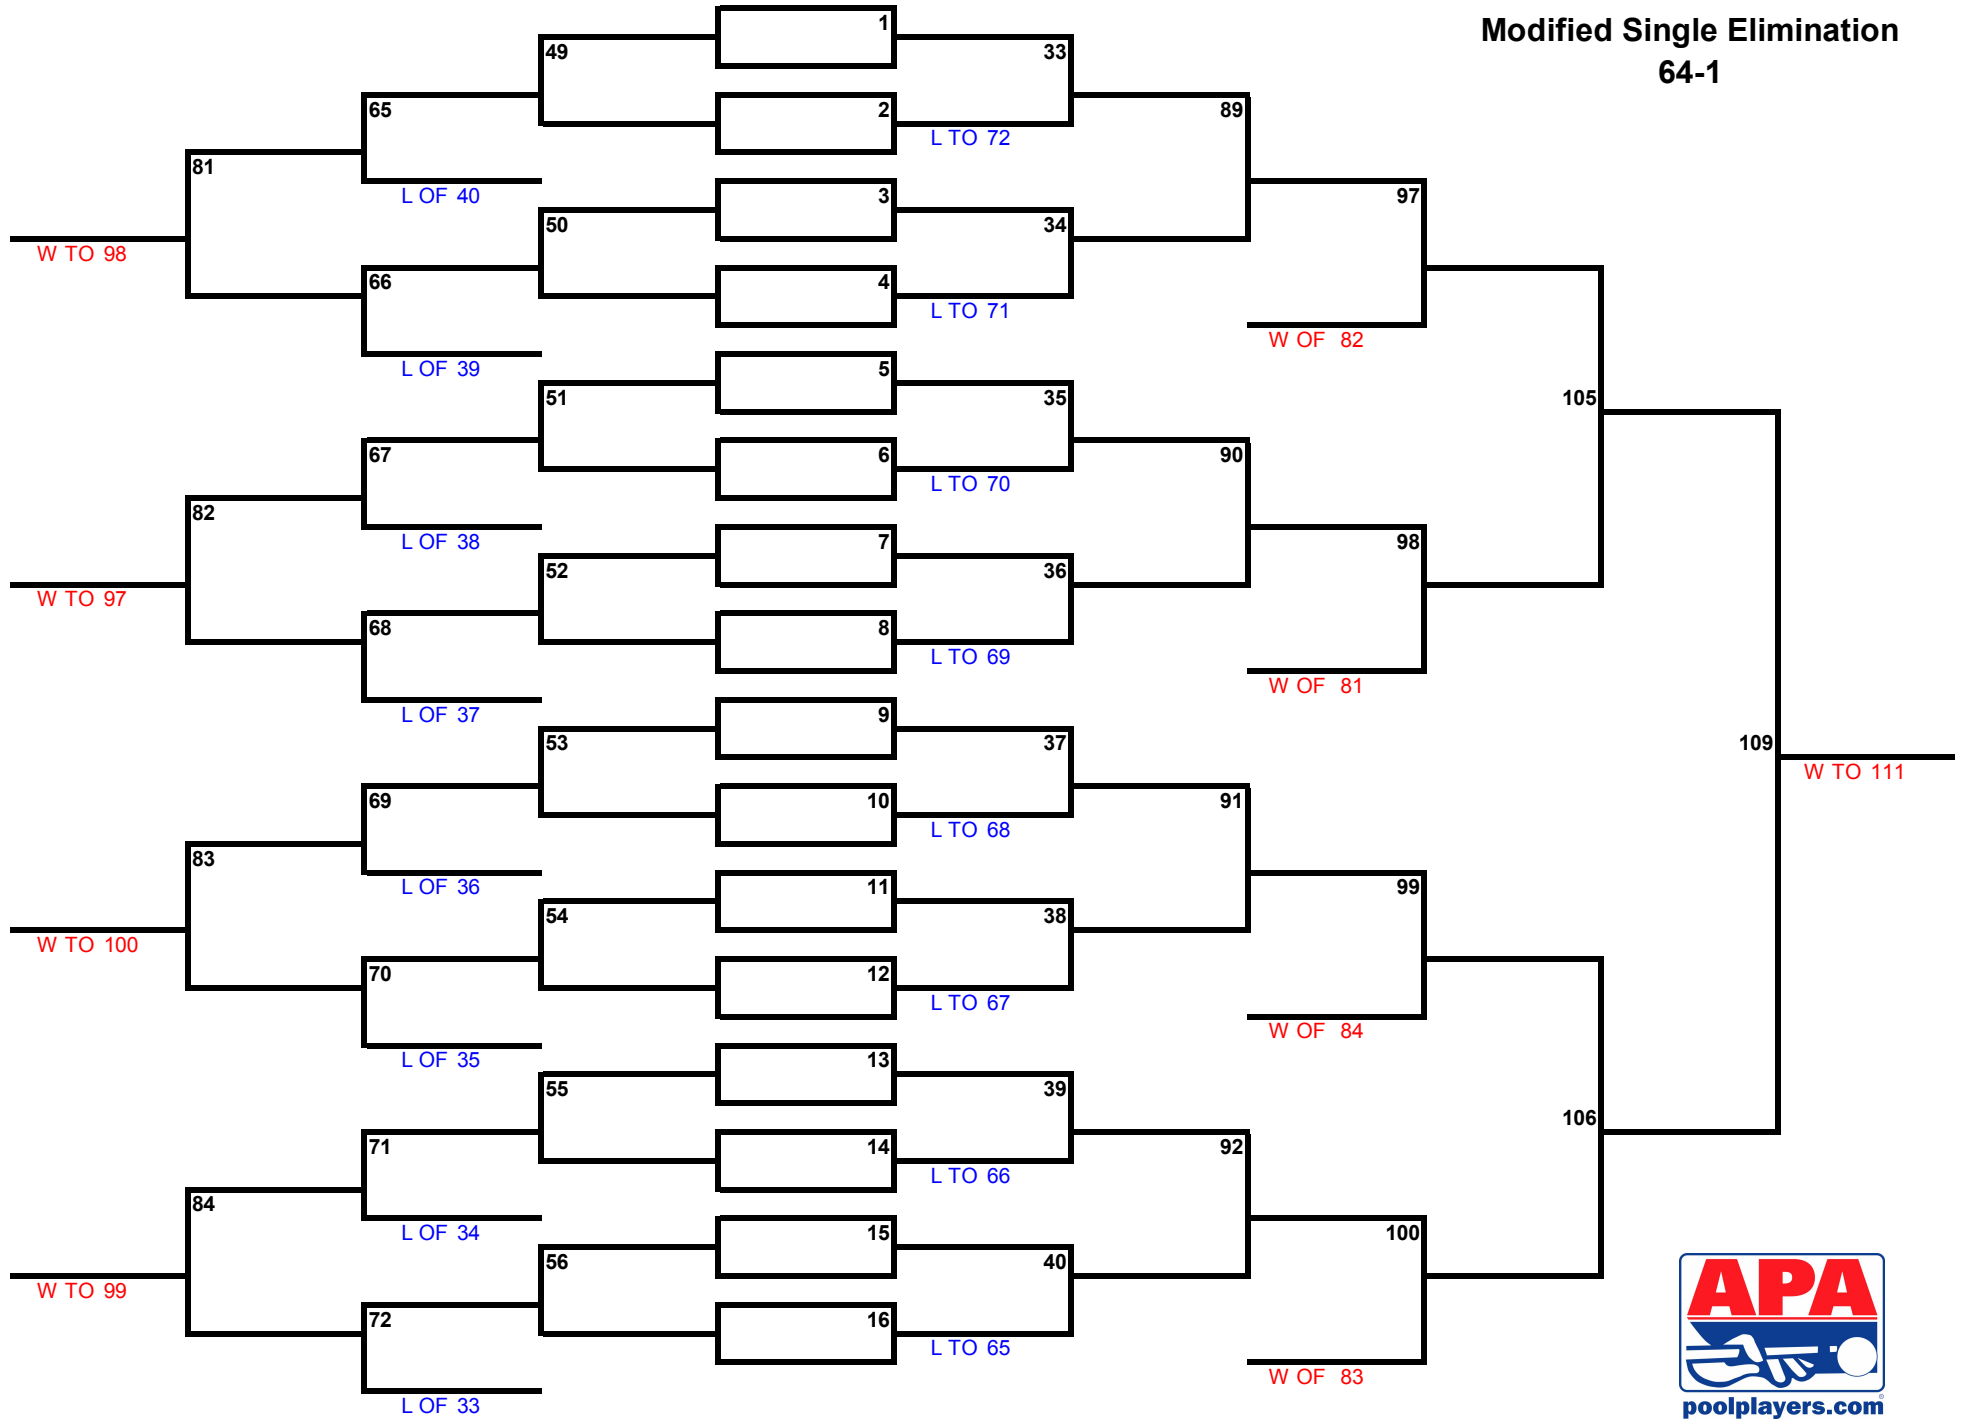 Modified Single Elimination
64-1
1
49
33
2
65
89
L TO 72
81
3
L OF 40
97
50
34
W TO 98
66
4
L TO 71
W OF 82
L OF 39
5
51
35
105
67
6
90
L TO 70
82
L OF 38
7
98
52
36
W TO 97
68
8
L TO 69
W OF 81
L OF 37
9
53
37
109
W TO 111
69
10
91
L TO 68
83
L OF 36
11
99
54
38
W TO 100
70
12
L TO 67
W OF 84
L OF 35
13
55
39
106
71
14
92
L TO 66
84
L OF 34
15
100
56
40
W TO 99
72
16
L TO 65
W OF 83
L OF 33
APA
poolplayers.com